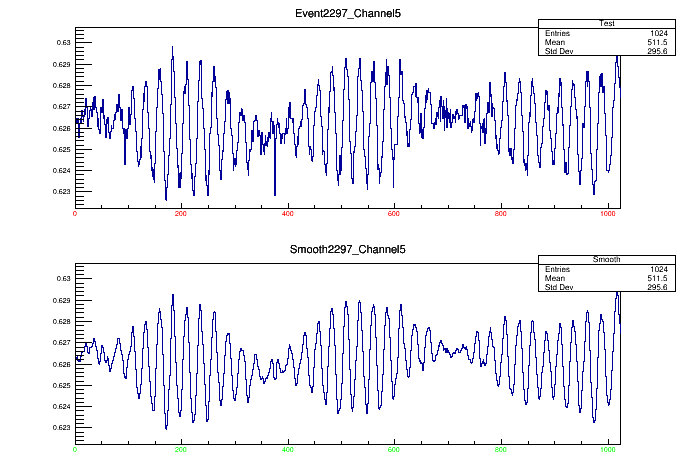 Event2297_Channel5
Test
Entries 1024
Mean 511.5
Std Dev 295.6
0.63
0.629
0.628
0.627
0.626
0.625
0.624
0.623
0 200 400 600 800 1000
Smooth2297_Channel5
Smooth
Entries 1024
Mean 511.5
Std Dev 295.6
0.63
0.629
0.628
0.627
0.626
0.625
0.624
0.623
0 200 400 600 800 1000